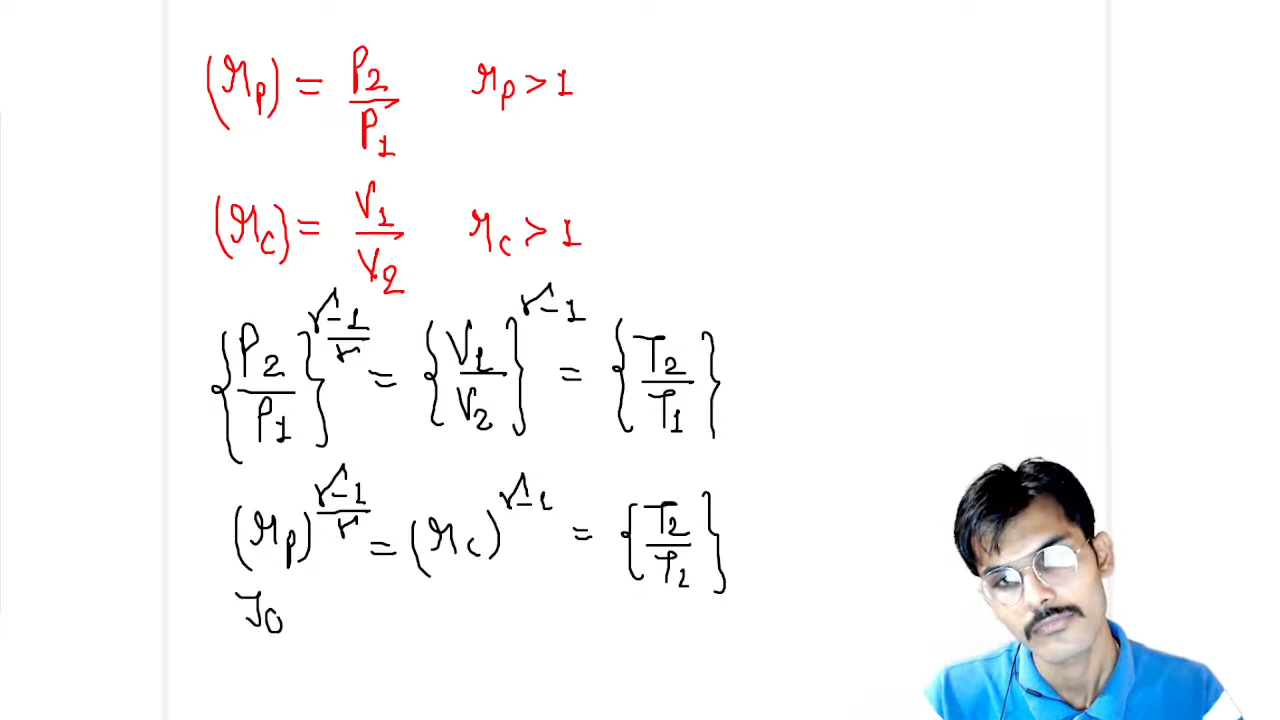 (rp) = P2/P1 rp > 1
(rc) = V1/V2 rc > 1
{P2/P1}^(γ-1)/γ = {V1/V2}^γ-1 = {T2/T1}
(rp)^(γ-1)/γ = (rc)^γ-1 = {T2/T2}